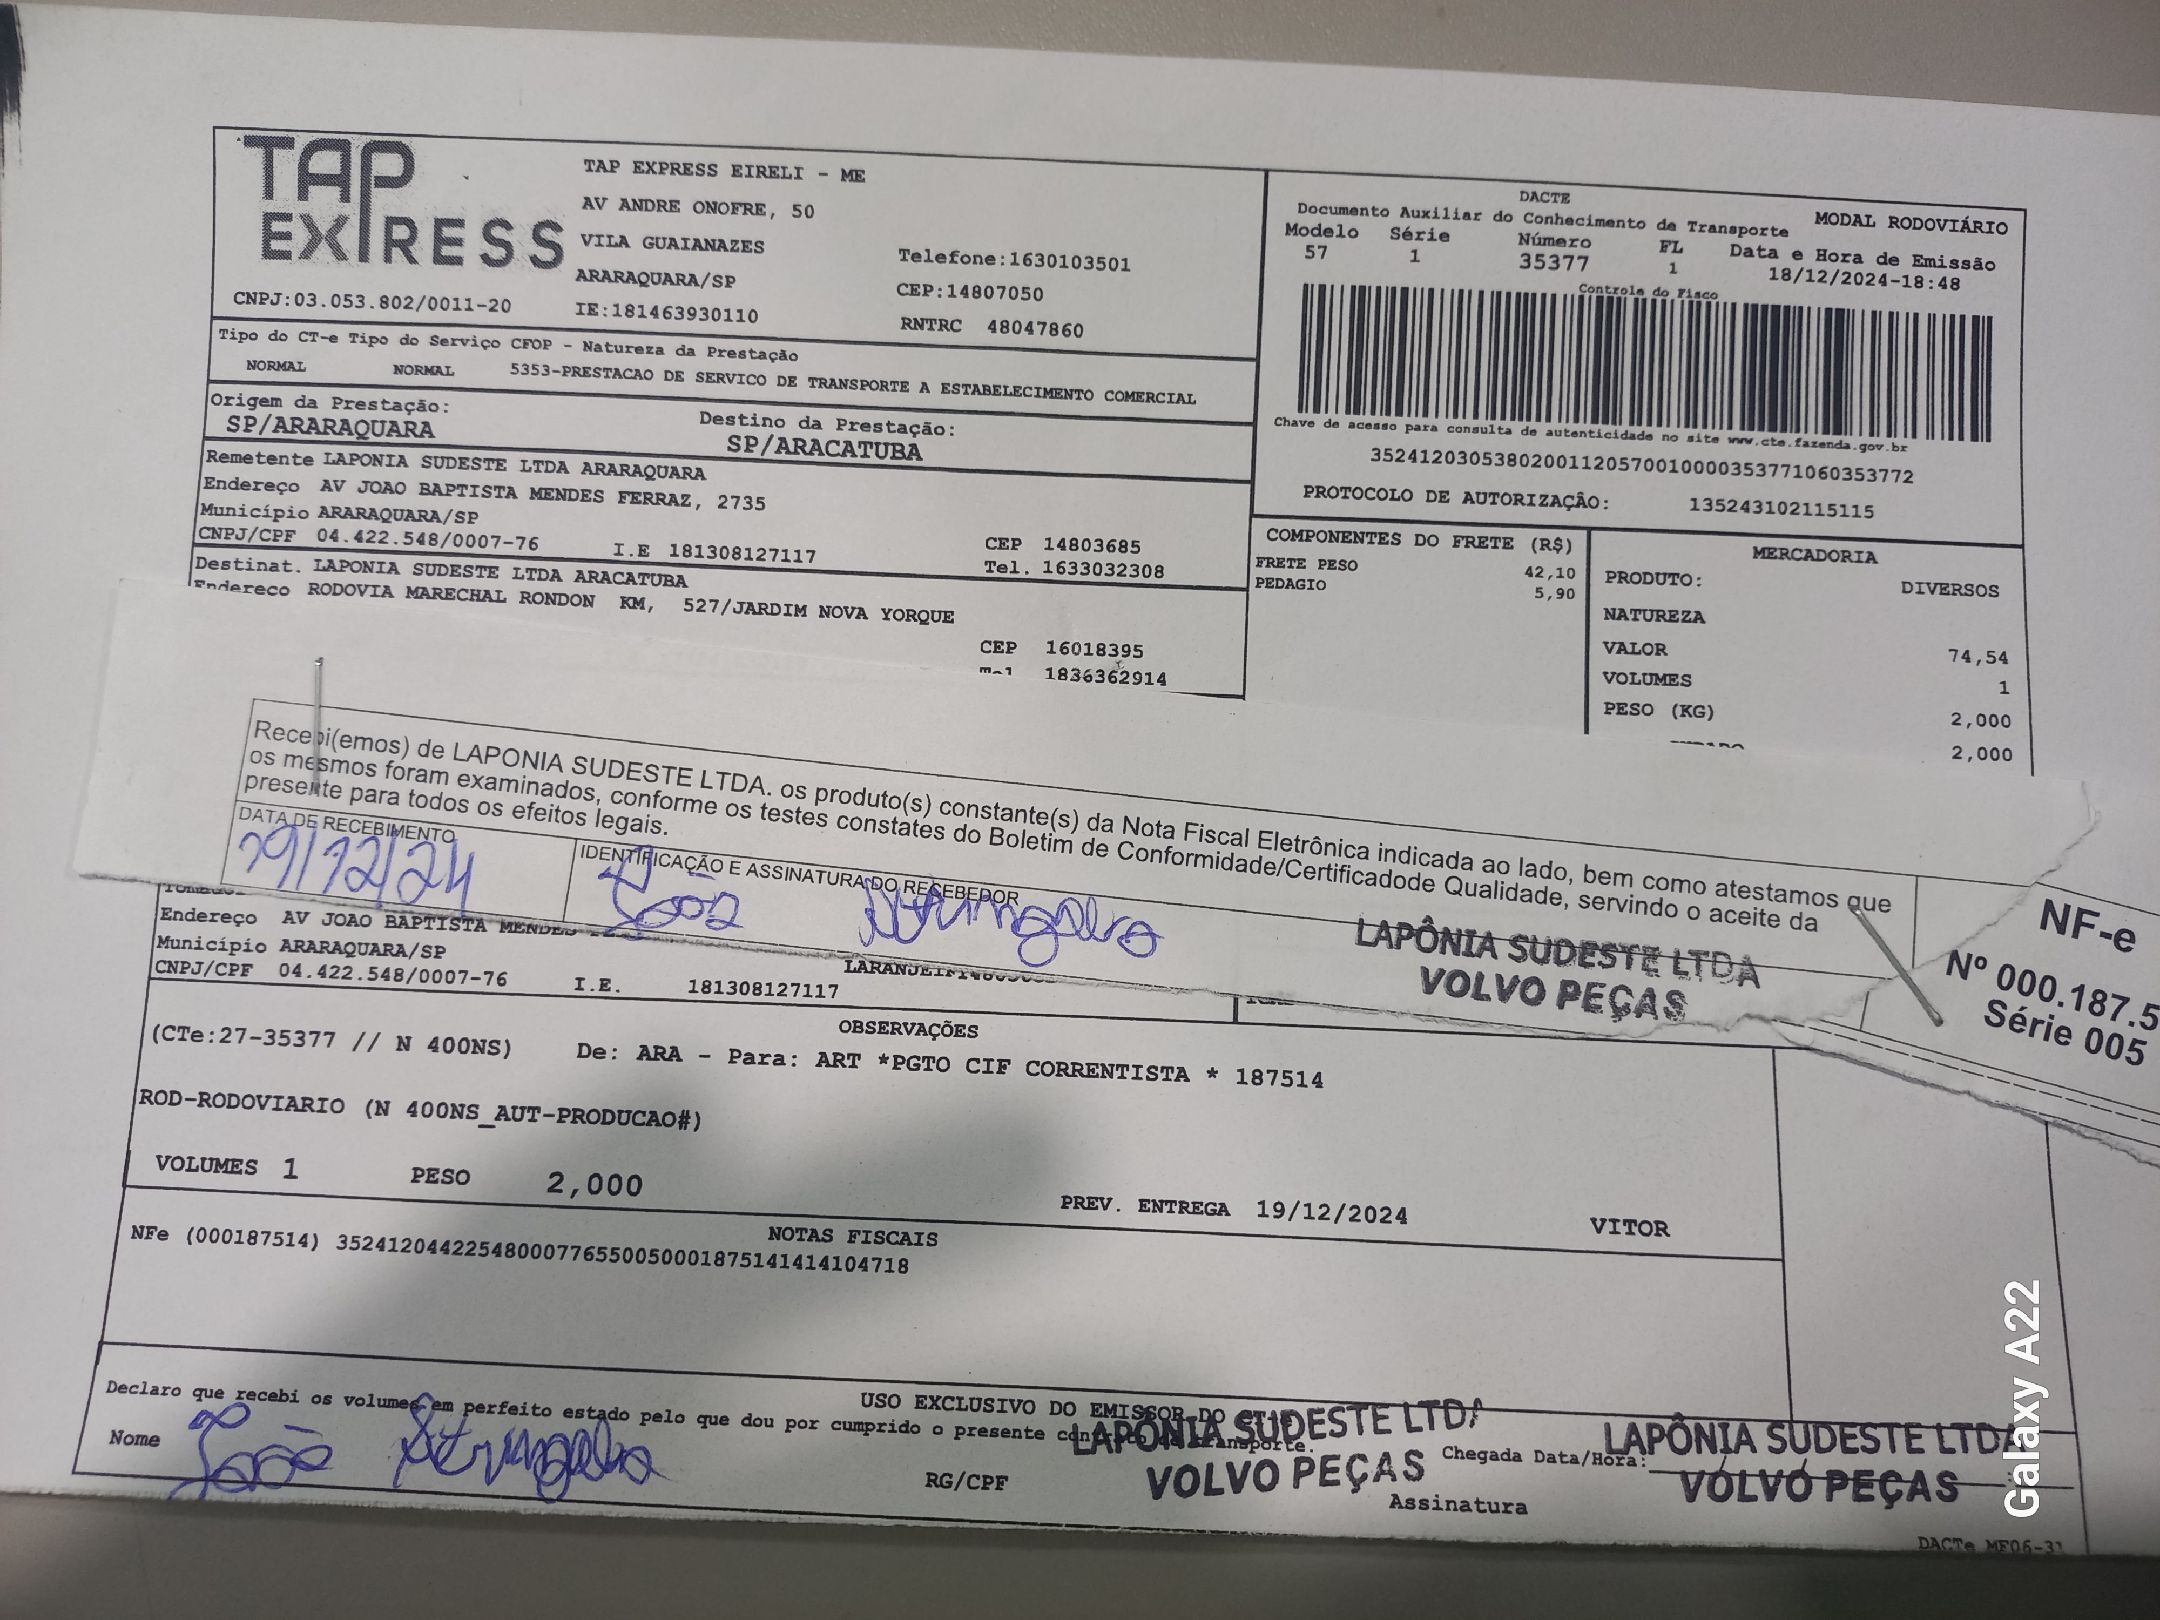 TAP EXPRESS
TAP EXPRESS EIRELI - ME
AV ANDRE ONOFRE, 50
VILA GUAIANAZES
Telefone:1630103501
ARARAQUARA/SP
CEP:14807050
CNPJ:03.053.802/0011-20
IE:181463930110
RNTRC 48047860
DACTE
Documento Auxiliar do Conhecimento de Transporte
MODAL RODOVIÁRIO
Modelo Série Número FL Data e Hora de Emissão
57 1 35377 1 18/12/2024-18:48
Controle do Fisco
Chave de acesso para consulta de autenticidade no site www.cte.fazenda.gov.br
35241203053802001120570010000353771060353772
PROTOCOLO DE AUTORIZAÇÃO: 135243102115115
Tipo do CT-e Tipo do Serviço CFOP - Natureza da Prestação
NORMAL NORMAL 5353-PRESTACAO DE SERVICO DE TRANSPORTE A ESTABELECIMENTO COMERCIAL
Origem da Prestação: Destino da Prestação:
SP/ARARAQUARA SP/ARACATUBA
Remetente LAPONIA SUDESTE LTDA ARARAQUARA
Endereço AV JOAO BAPTISTA MENDES FERRAZ, 2735
Município ARARAQUARA/SP
CEP 14803685
CNPJ/CPF 04.422.548/0007-76 I.E 181308127117
Tel. 1633032308
Destinat. LAPONIA SUDESTE LTDA ARACATUBA
Endereço RODOVIA MARECHAL RONDON KM, 527/JARDIM NOVA YORQUE
CEP 16018395
1836362914
COMPONENTES DO FRETE (R$)
FRETE PESO 42,10
PEDAGIO 5,90
MERCADORIA
PRODUTO: DIVERSOS
NATUREZA
VALOR 74,54
VOLUMES 1
PESO (KG) 2,000
2,000
Recebi(emos) de LAPONIA SUDESTE LTDA. os produto(s) constante(s) da Nota Fiscal Eletrônica indicada ao lado, bem como atestamos que
os mesmos foram examinados, conforme os testes constates do Boletim de Conformidade/Certificadode Qualidade, servindo o aceite da
presente para todos os efeitos legais.
DATA DE RECEBIMENTO
19/12/24
IDENTIFICAÇÃO E ASSINATURA DO RECEBEDOR
João
LAPÔNIA SUDESTE LTDA
VOLVO PEÇAS
NF-e
Nº 000.187.5
Série 005
Endereço AV JOAO BAPTISTA MENDES
Município ARARAQUARA/SP
CNPJ/CPF 04.422.548/0007-76 I.E. 181308127117
OBSERVAÇÕES
(CTe:27-35377 // N 400NS) De: ARA - Para: ART *PGTO CIF CORRENTISTA * 187514
ROD-RODOVIARIO (N 400NS_AUT-PRODUCAO#)
VOLUMES 1 PESO 2,000
PREV. ENTREGA 19/12/2024 VITOR
NOTAS FISCAIS
NFe (000187514) 35241204422548000776550050001875141414104718
USO EXCLUSIVO DO EMISSOR DO CT-E
Declaro que recebi os volumes em perfeito estado pelo que dou por cumprido o presente contrato de transporte.
Nome João
RG/CPF
Chegada Data/Hora:
Assinatura
LAPÔNIA SUDESTE LTDA
VOLVO PEÇAS
LAPÔNIA SUDESTE LTDA
VOLVO PEÇAS
Galaxy A22